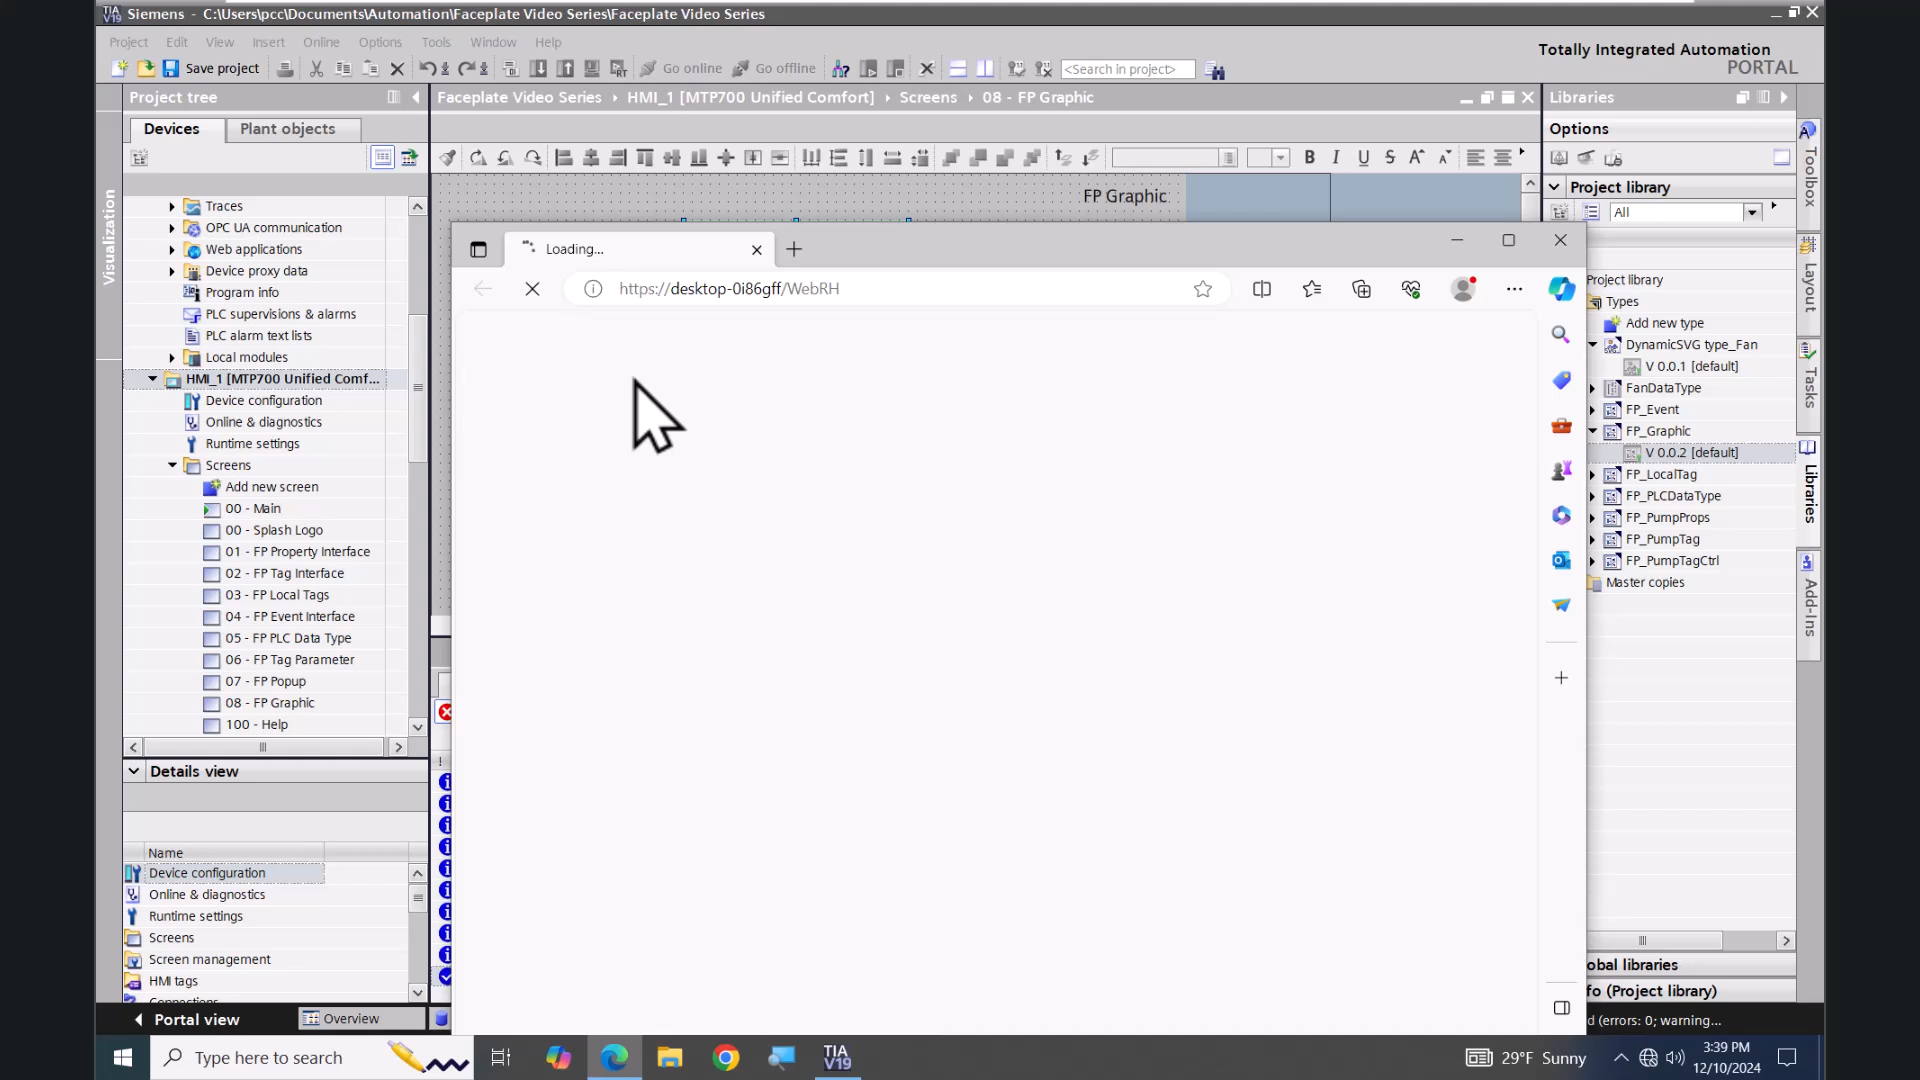 Siemens - C:\Users\pcc\Documents\Automation\Faceplate Video Series\Faceplate Video Series
Project Edit View Insert Online Options Tools Window Help
Totally Integrated Automation
PORTAL
Save project
Go online
Go offline
<Search in project>
Project tree
Faceplate Video Series › HMI_1 [MTP700 Unified Comfort] › Screens › 08 - FP Graphic
Libraries
Devices
Plant objects
Options
Visualization
Toolbox
Layout
Tasks
Libraries
Add-Ins
Project library
All
FP Graphic
Loading...
https://desktop-0i86gff/WebRH
Traces
OPC UA communication
Web applications
Device proxy data
Program info
PLC supervisions & alarms
PLC alarm text lists
Local modules
HMI_1 [MTP700 Unified Comf...
Device configuration
Online & diagnostics
Runtime settings
Screens
Add new screen
00 - Main
00 - Splash Logo
01 - FP Property Interface
02 - FP Tag Interface
03 - FP Local Tags
04 - FP Event Interface
05 - FP PLC Data Type
06 - FP Tag Parameter
07 - FP Popup
08 - FP Graphic
100 - Help
Project library
Types
Add new type
DynamicSVG type_Fan
V 0.0.1 [default]
FanDataType
FP_Event
FP_Graphic
V 0.0.2 [default]
FP_LocalTag
FP_PLCDataType
FP_PumpProps
FP_PumpTag
FP_PumpTagCtrl
Master copies
Details view
Name
Device configuration
Online & diagnostics
Runtime settings
Screens
Screen management
HMI tags
Connections
obal libraries
fo (Project library)
Portal view
Overview
d (errors: 0; warning...
Type here to search
TIA
V19
29°F Sunny
3:39 PM
12/10/2024